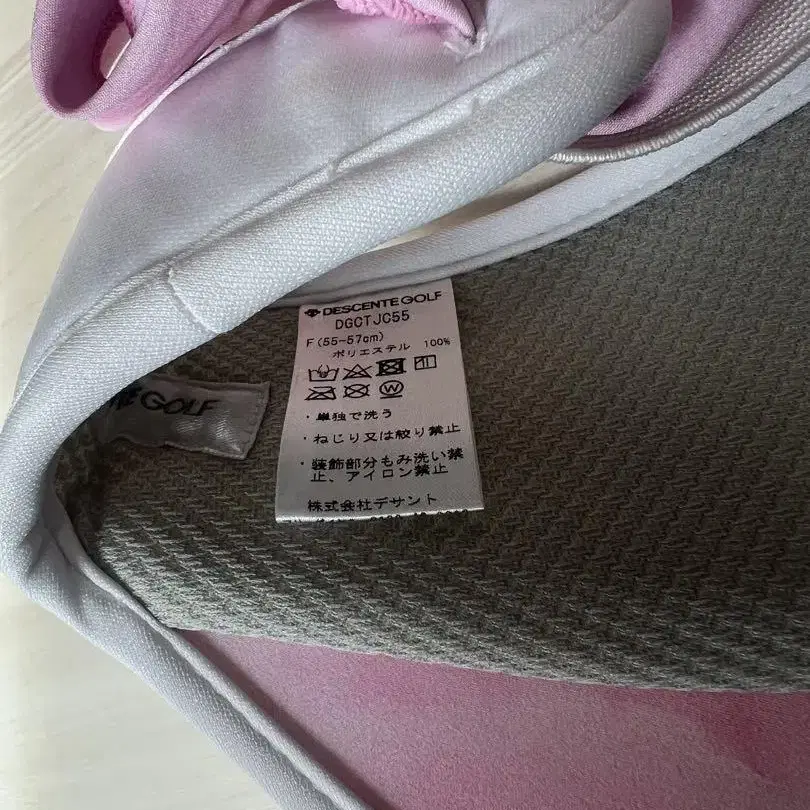 DESCENTE GOLF
DGCTJC55
F(55-57cm)
ポリエステル 100%
W
・単独で洗う
・ねじり又は絞り禁止
・装飾部分もみ洗い禁
止、アイロン禁止
株式会社デサント
GOLF